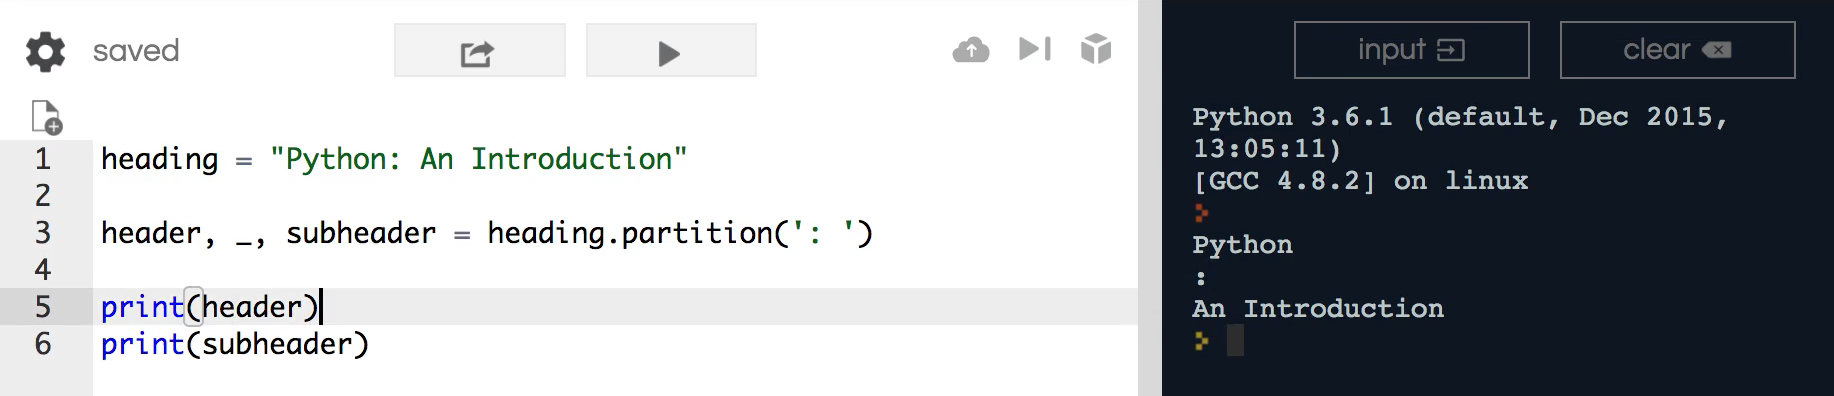 saved
1 heading = "Python: An Introduction"
2
3 header, _, subheader = heading.partition(': ')
4
5 print(header)
6 print(subheader)
input
clear
Python 3.6.1 (default, Dec 2015,
13:05:11)
[GCC 4.8.2] on linux
Python
:
An Introduction